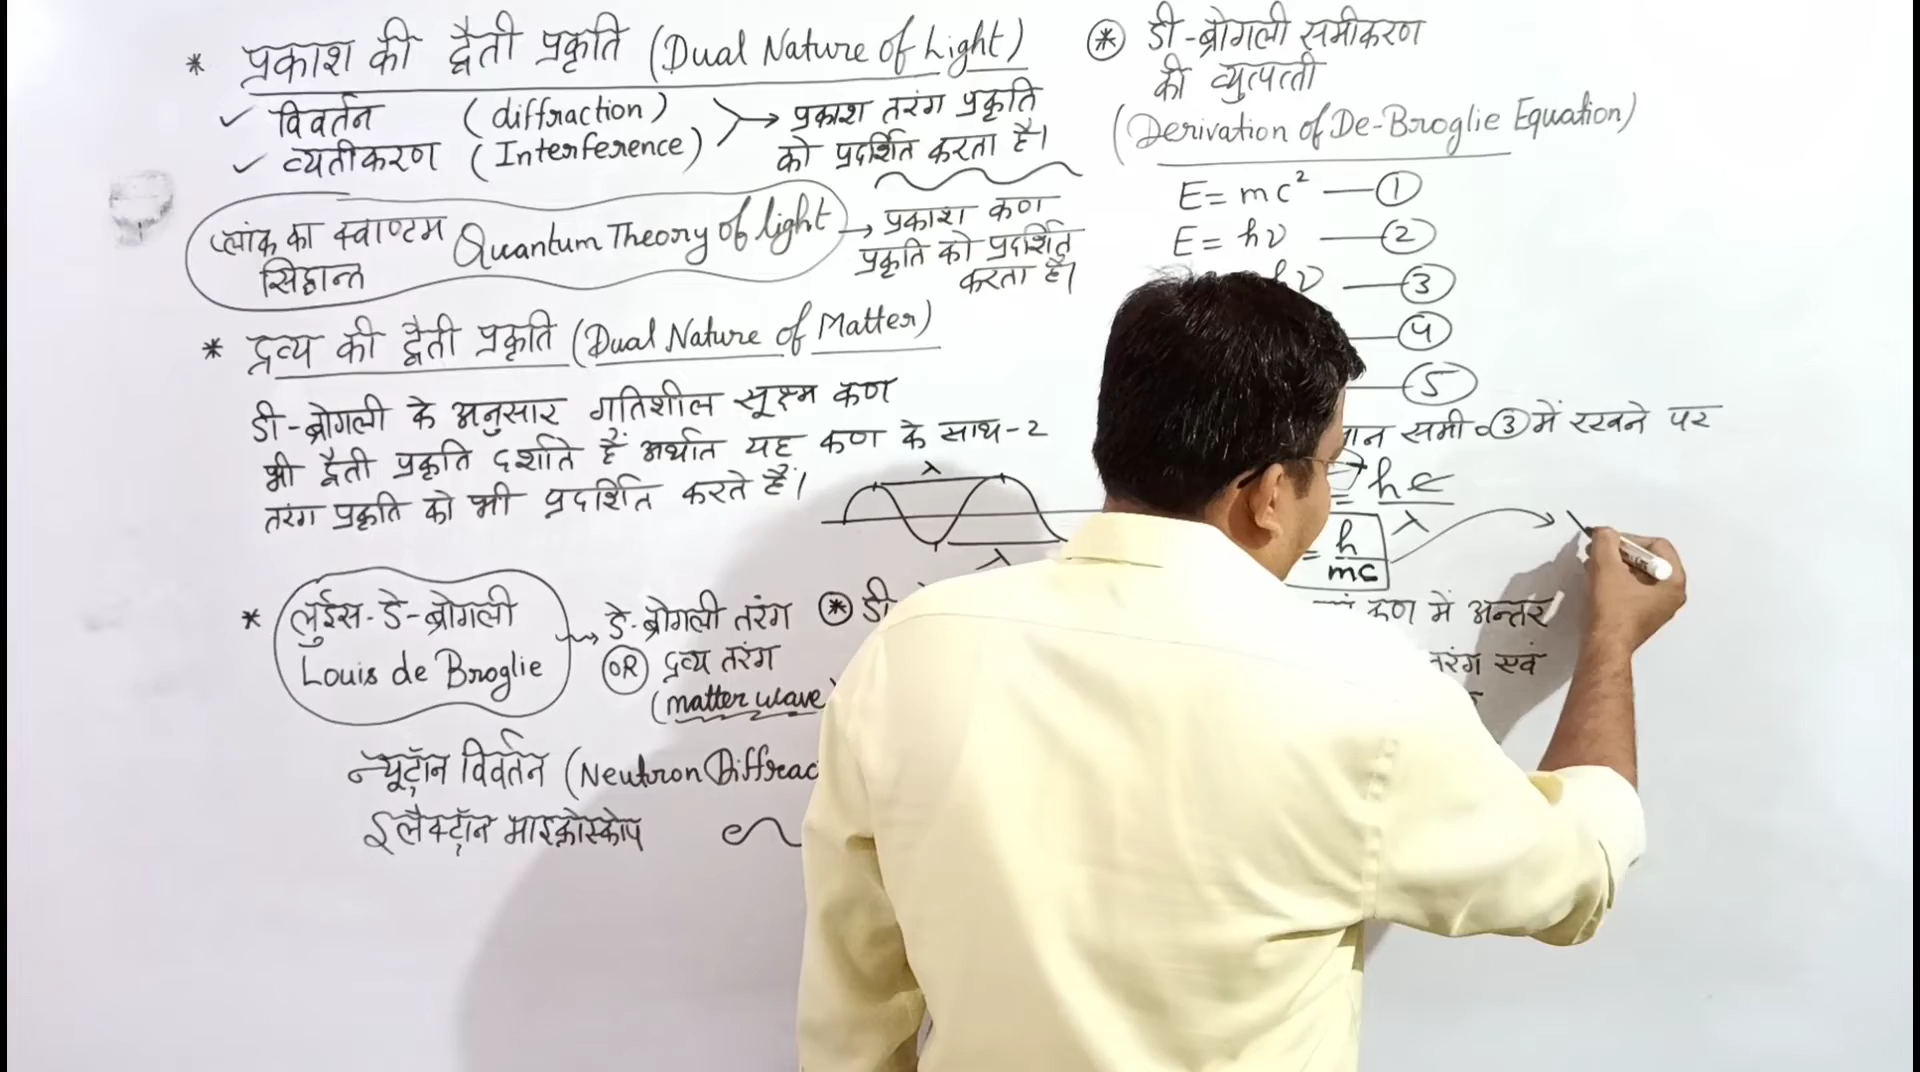 * प्रकाश की द्वैती प्रकृति (Dual Nature of Light)
✓ विवर्तन (diffraction)
✓ व्यतीकरण (Interference)
→ प्रकाश तरंग प्रकृति
को प्रदर्शित करता है।
प्लांक का क्वाण्टम
सिद्धान्त
Quantum Theory of light
→ प्रकाश कण
प्रकृति को प्रदर्शित
करता है।
* द्रव्य की द्वैती प्रकृति (Dual Nature of Matter)
डी-ब्रोगली के अनुसार गतिशील सूक्ष्म कण
भी द्वैती प्रकृति दर्शाते हैं अर्थात यह कण के साथ-2
तरंग प्रकृति को भी प्रदर्शित करते हैं।
λ
λ
* लुईस-डे-ब्रोगली
Louis de Broglie
→ डे-ब्रोगली तरंग
OR द्रव्य तरंग
(matter wave)
न्यूट्रॉन विवर्तन (Neutron Diffrac
इलैक्ट्रॉन माइक्रोस्कोप
* डी
* डी-ब्रोगली समीकरण
की व्युत्पत्ती
(Derivation of De-Broglie Equation)
E = mc² — 1
E = hν — 2
hν — 3
— 4
— 5
मान समी० 3 में रखने पर
= hc
λ
= h
mc
λ
कण में अन्तर
तरंग एवं